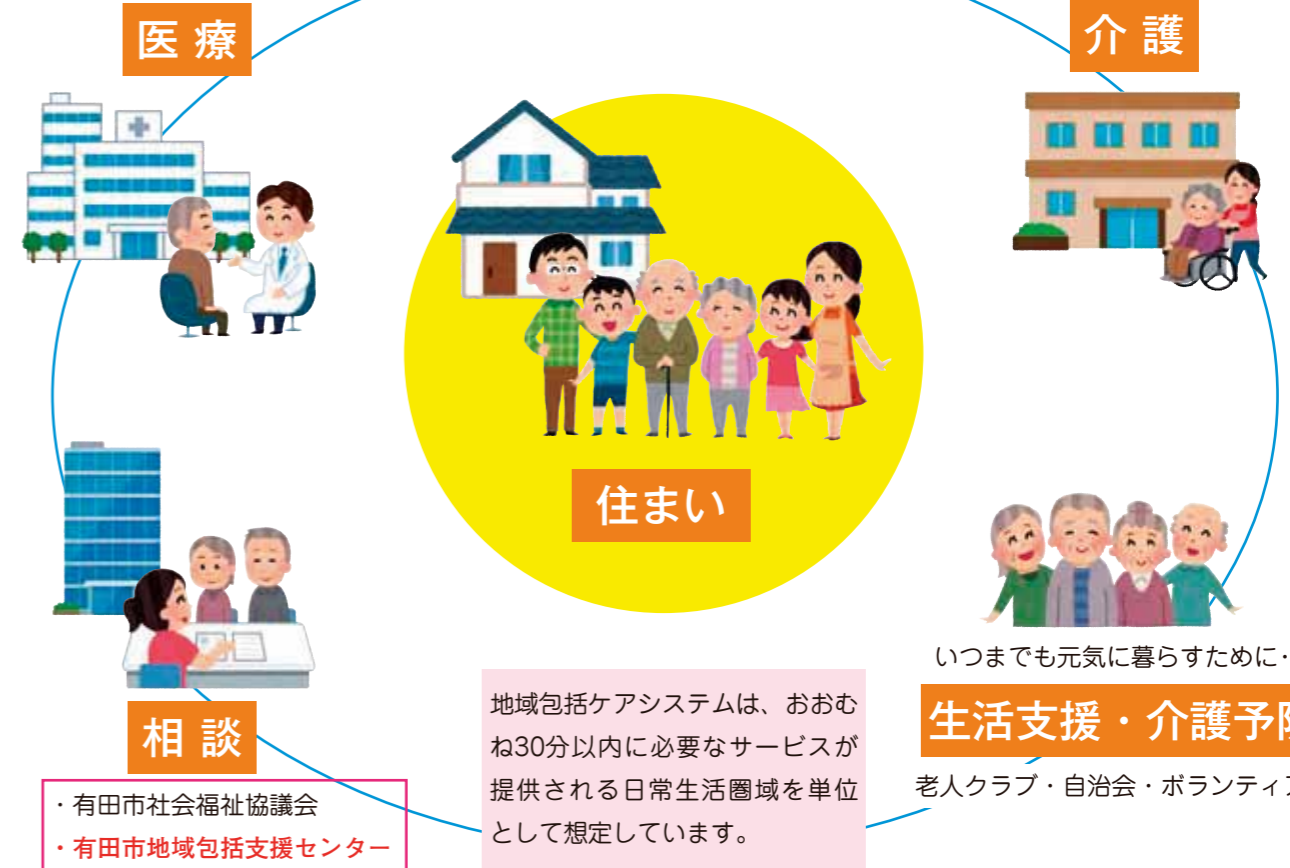 医療
介護
住まい
いつまでも元気に暮らすために・
生活支援・介護予
老人クラブ・自治会・ボランティ
相談
・有田市社会福祉協議会
・有田市地域包括支援センター
地域包括ケアシステムは、おおむ
ね30分以内に必要なサービスが
提供される日常生活圏域を単位
として想定しています。